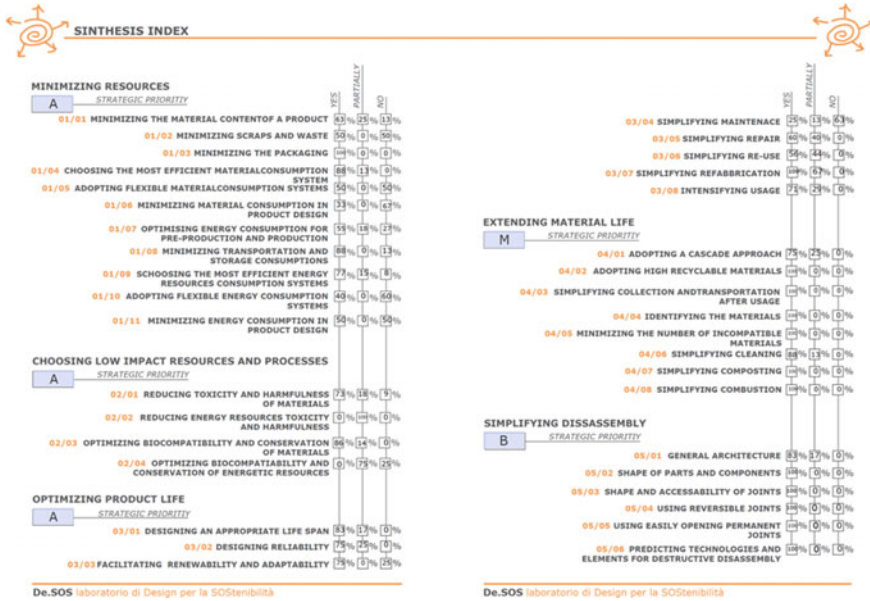 SINTHESIS INDEX
MINIMIZING RESOURCES
A STRATEGIC PRIORITIY
YES PARTIALLY NO
01/01 MINIMIZING THE MATERIAL CONTENTOF A PRODUCT 63 % 25 % 13 %
01/02 MINIMIZING SCRAPS AND WASTE 50 % 0 % 50 %
01/03 MINIMIZING THE PACKAGING 100 % 0 % 0 %
01/04 CHOOSING THE MOST EFFICIENT MATERIALCONSUMPTION 88 % 13 % 0 %
SYSTEM
01/05 ADOPTING FLEXIBLE MATERIALCONSUMPTION SYSTEMS 50 % 0 % 50 %
01/06 MINIMIZING MATERIAL CONSUMPTION IN 33 % 0 % 67 %
PRODUCT DESIGN
01/07 OPTIMISING ENERGY CONSUMPTION FOR 55 % 18 % 27 %
PRE-PRODUCTION AND PRODUCTION
01/08 MINIMIZING TRANSPORTATION AND 88 % 0 % 13 %
STORAGE CONSUMPTIONS
01/09 SCHOOSING THE MOST EFFICIENT ENERGY 77 % 15 % 8 %
RESOURCES CONSUMPTION SYSTEMS
01/10 ADOPTING FLEXIBLE ENERGY CONSUMPTION 40 % 0 % 60 %
SYSTEMS
01/11 MINIMIZING ENERGY CONSUMPTION IN 50 % 0 % 50 %
PRODUCT DESIGN
CHOOSING LOW IMPACT RESOURCES AND PROCESSES
A STRATEGIC PRIORITIY
02/01 REDUCING TOXICITY AND HARMFULNESS 73 % 18 % 9 %
OF MATERIALS
02/02 REDUCING ENERGY RESOURCES TOXICITY 0 % 100 % 0 %
AND HARMFULNESS
02/03 OPTIMIZING BIOCOMPATIBILITY AND CONSERVATION 86 % 14 % 0 %
OF MATERIALS
02/04 OPTIMIZING BIOCOMPATIABILITY AND 0 % 75 % 25 %
CONSERVATION OF ENERGETIC RESOURCES
OPTIMIZING PRODUCT LIFE
A STRATEGIC PRIORITIY
03/01 DESIGNING AN APPROPRIATE LIFE SPAN 83 % 17 % 0 %
03/02 DESIGNING RELIABILITY 75 % 25 % 0 %
03/03 FACILITATING RENEWABILITY AND ADAPTABILITY 75 % 0 % 25 %
De.SOS laboratorio di Design per la SOStenibilità
YES PARTIALLY NO
03/04 SIMPLIFYING MAINTENACE 25 % 13 % 63 %
03/05 SIMPLIFYING REPAIR 60 % 40 % 0 %
03/06 SIMPLIFYING RE-USE 56 % 44 % 0 %
03/07 SIMPLIFYING REFABBRICATION % 67 % 0 %
03/08 INTENSIFYING USAGE 71 % 29 % 0 %
EXTENDING MATERIAL LIFE
M STRATEGIC PRIORITIY
04/01 ADOPTING A CASCADE APPROACH 75 % 25 % 0 %
04/02 ADOPTING HIGH RECYCLABLE MATERIALS 100 % 0 % 0 %
04/03 SIMPLIFYING COLLECTION ANDTRANSPORTATION 100 % 0 % 0 %
AFTER USAGE
04/04 IDENTIFYING THE MATERIALS 100 % 0 % 0 %
04/05 MINIMIZING THE NUMBER OF INCOMPATIBLE 100 % 0 % 0 %
MATERIALS
04/06 SIMPLIFYING CLEANING 88 % 13 % 0 %
04/07 SIMPLIFYING COMPOSTING 100 % 0 % 0 %
04/08 SIMPLIFYING COMBUSTION 100 % 0 % 0 %
SIMPLIFYING DISSASSEMBLY
B STRATEGIC PRIORITIY
05/01 GENERAL ARCHITECTURE 83 % 17 % 0 %
05/02 SHAPE OF PARTS AND COMPONENTS 100 % 0 % 0 %
05/03 SHAPE AND ACCESSABILITY OF JOINTS 100 % 0 % 0 %
05/04 USING REVERSIBLE JOINTS 100 % 0 % 0 %
05/05 USING EASILY OPENING PERMANENT 100 % 0 % 0 %
JOINTS
05/06 PREDICTING TECHNOLOGIES AND 100 % 0 % 0 %
ELEMENTS FOR DESTRUCTIVE DISASSEMBLY
De.SOS laboratorio di Design per la SOStenibilità